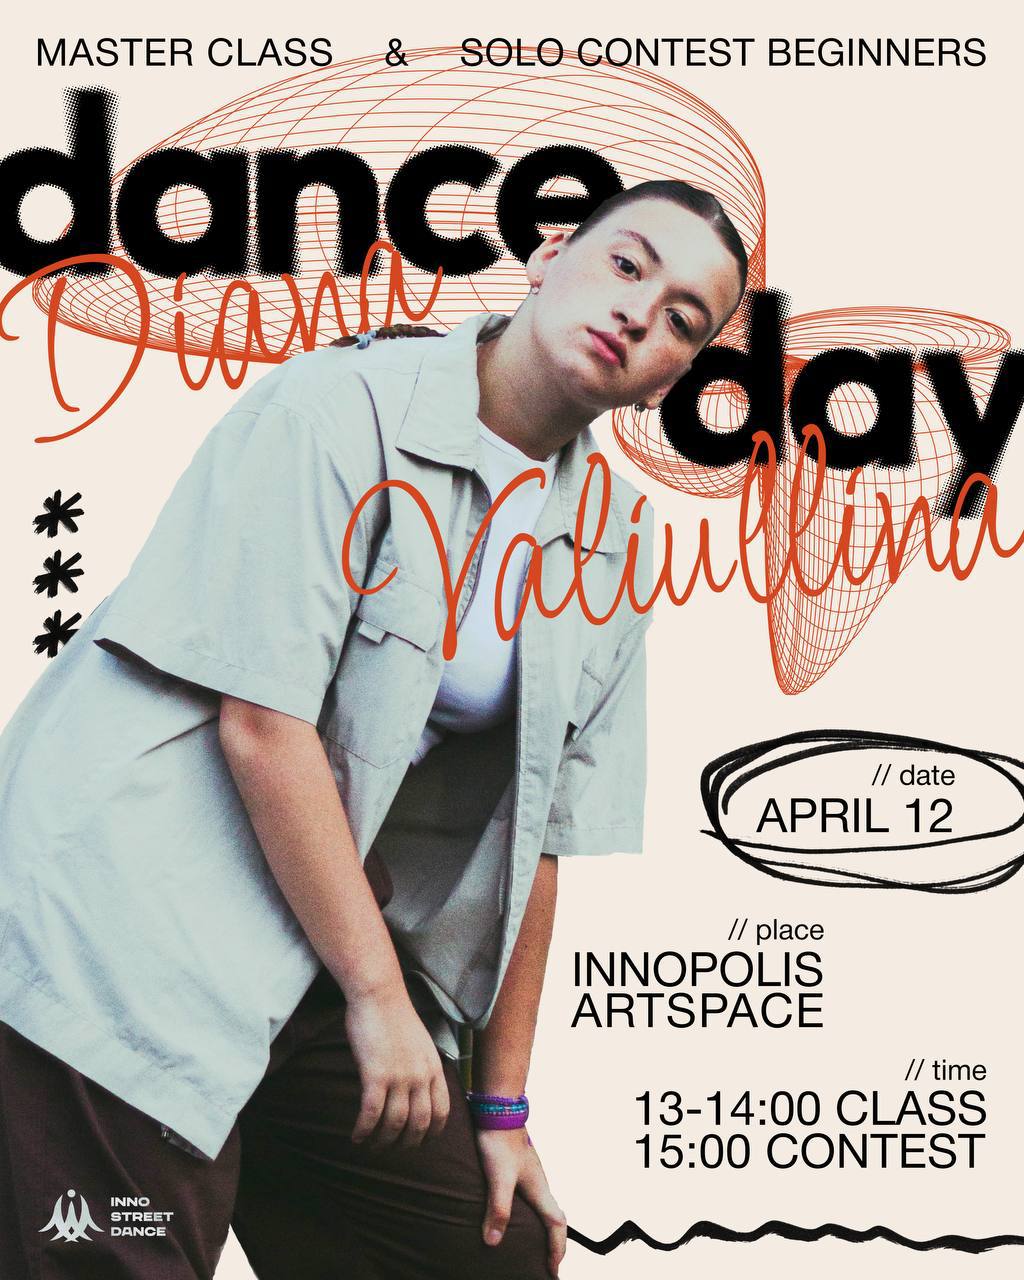 MASTER CLASS & SOLO CONTEST BEGINNERS
dance
Diana
day
Valiullina
// date
APRIL 12
// place
INNOPOLIS
ARTSPACE
// time
13-14:00 CLASS
15:00 CONTEST
INNO
STREET
DANCE